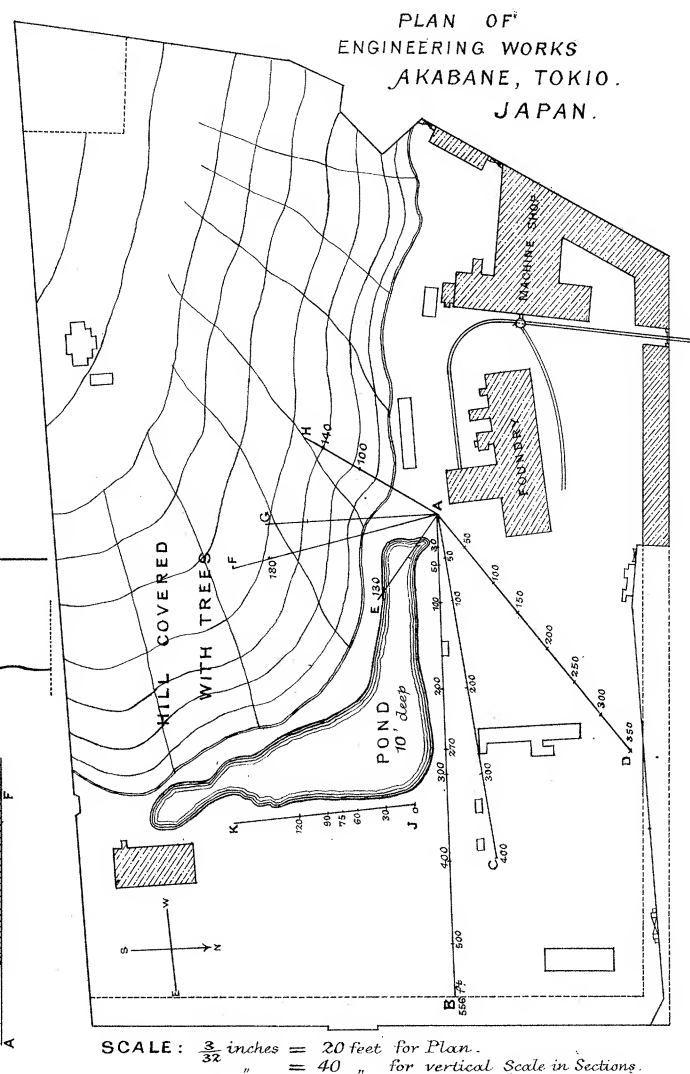 PLAN OF
ENGINEERING WORKS
AKABANE, TOKIO.
JAPAN.
MACHINE SHOP
FOUNDRY
H
140
100
G
F
180
A
E 130
30
50
100
200
270
300
400
500
B
556 Ft
50
100
200
300
C
400
50
100
150
200
250
300
350
D
HILL COVERED
WITH TREES
POND
10' deep
K
120
90
75
60
30
0
J
W
S
N
E
F
A
SCALE: 3/32 inches = 20 feet for Plan.
" = 40 " for vertical Scale in Sections.